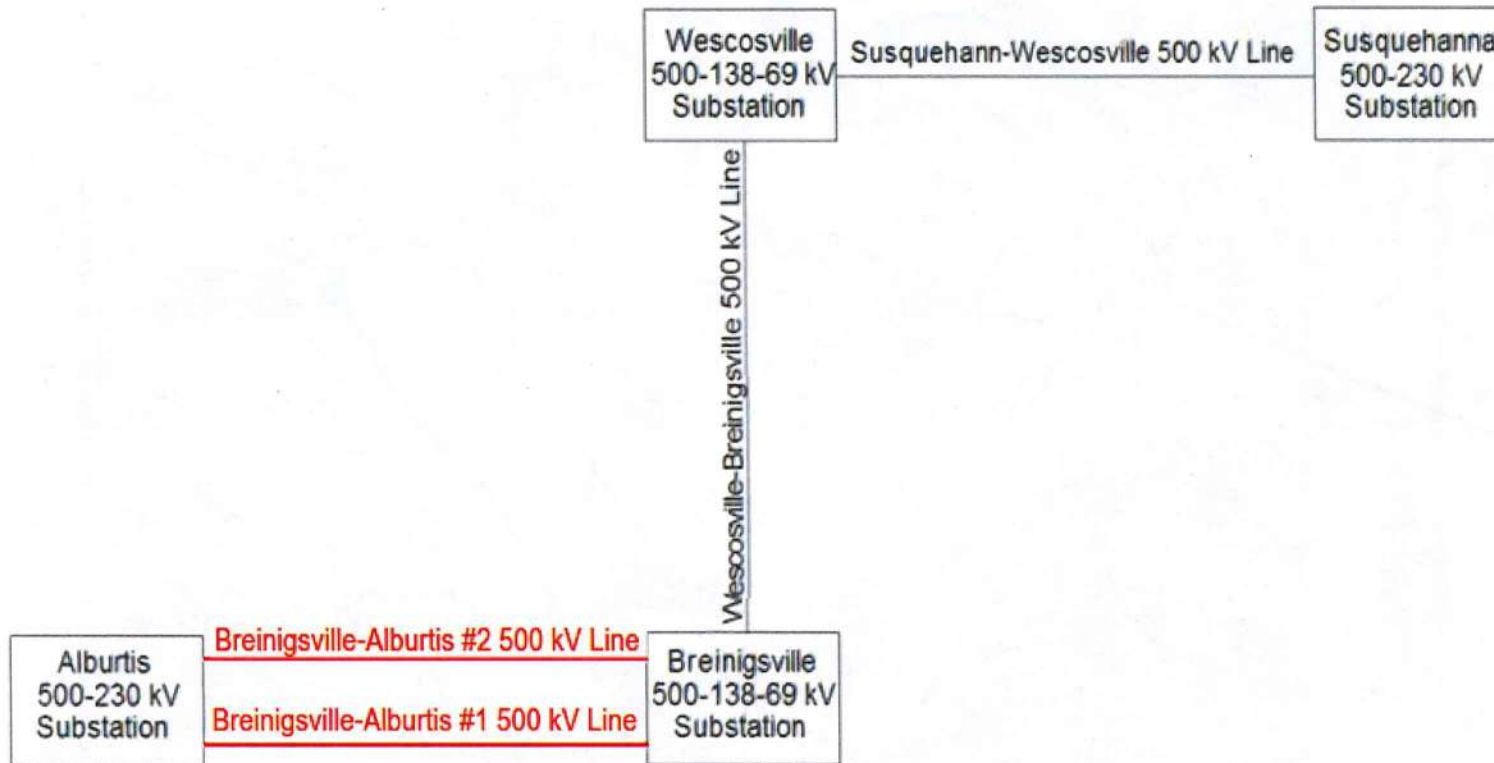 Wescosville
500-138-69 kV
Substation
Susquehann-Wescosville 500 kV Line
Susquehanna
500-230 kV
Substation
Wescosville-Breinigsville 500 kV Line
Alburtis
500-230 kV
Substation
Breinigsville-Alburtis #2 500 kV Line
Breinigsville-Alburtis #1 500 kV Line
Breinigsville
500-138-69 kV
Substation